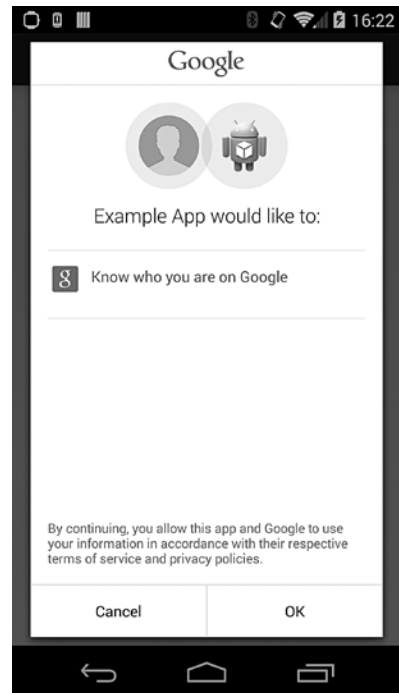 16:22
Google
Example App would like to:
g Know who you are on Google
By continuing, you allow this app and Google to use
your information in accordance with their respective
terms of service and privacy policies.
Cancel OK